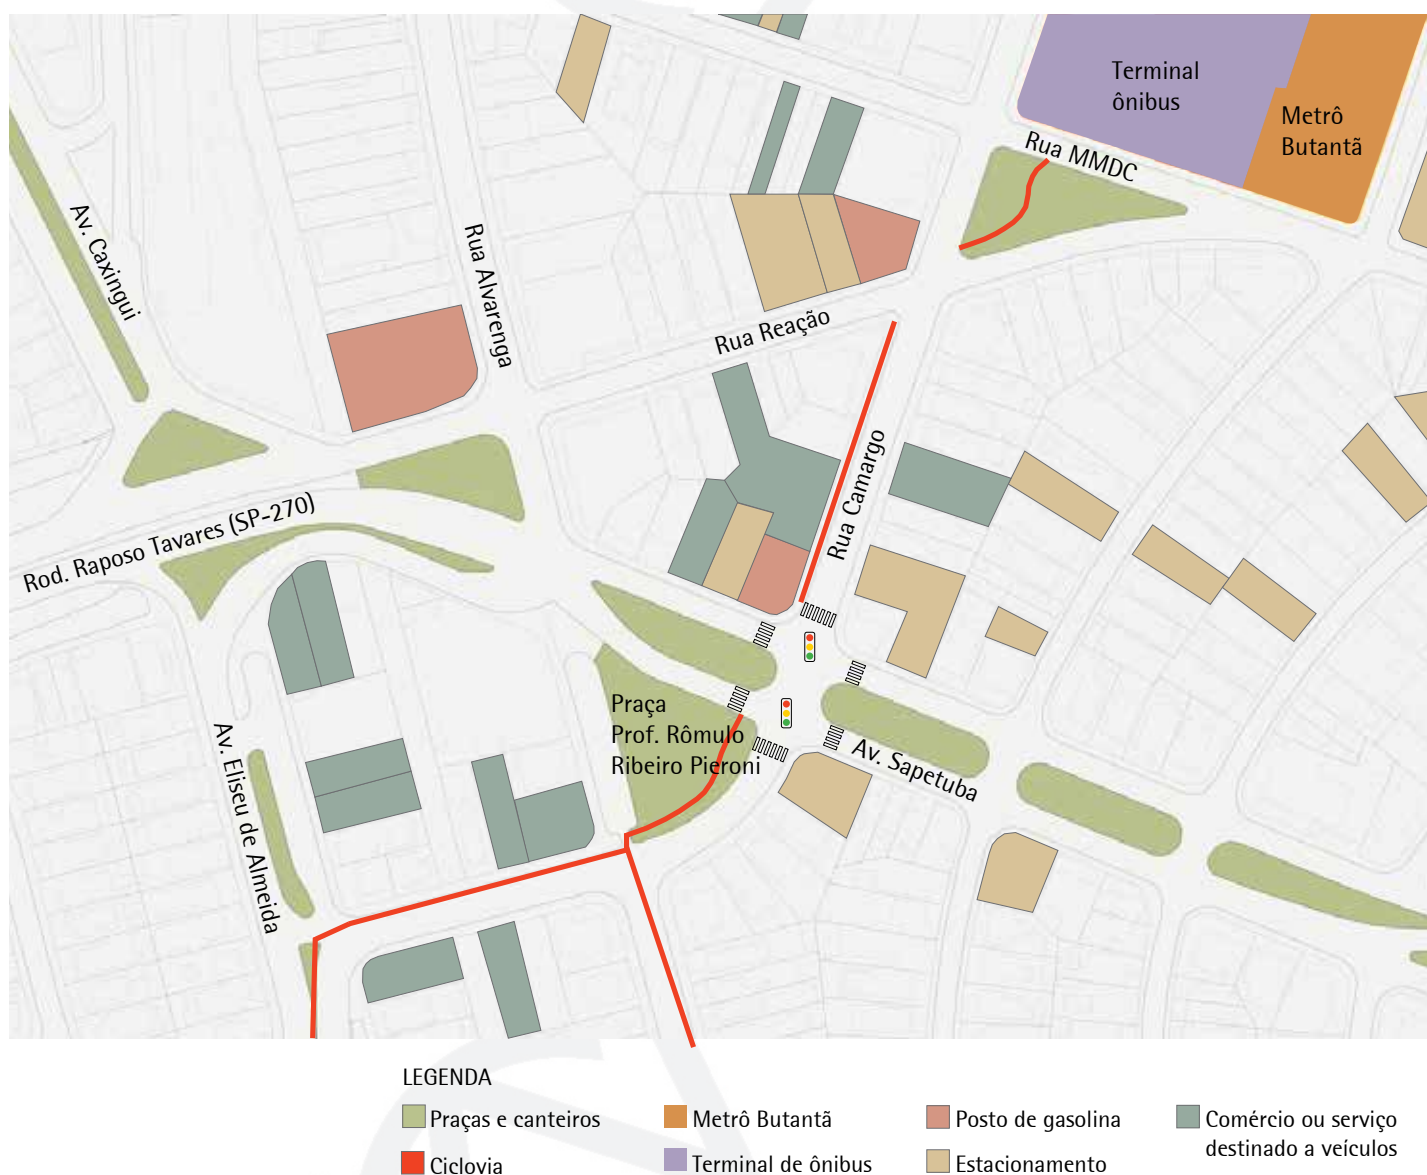 Terminal
ônibus
Metrô
Butantã
Rua MMDC
Av. Caxingui
Rua Alvarenga
Rua Reação
Rua Camargo
Rod. Raposo Tavares (SP-270)
Praça
Prof. Rômulo
Ribeiro Pieroni
Av. Sapetuba
Av. Eliseu de Almeida
LEGENDA
Praças e canteiros
Metrô Butantã
Posto de gasolina
Comércio ou serviço
destinado a veículos
Ciclovia
Terminal de ônibus
Estacionamento